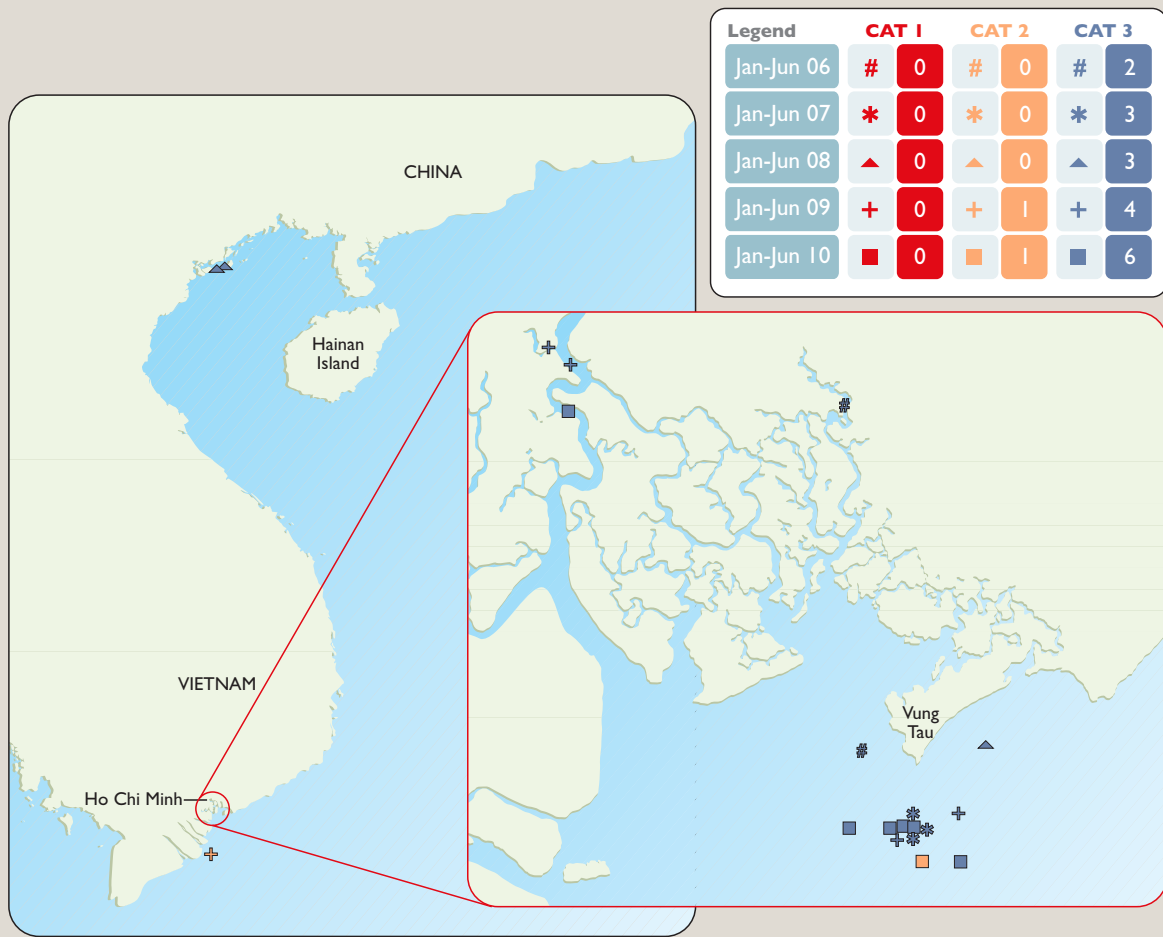 Legend CAT 1 CAT 2 CAT 3
Jan-Jun 06 # 0 # 0 # 2
Jan-Jun 07 * 0 * 0 * 3
Jan-Jun 08 ▲ 0 ▲ 0 ▲ 3
Jan-Jun 09 + 0 + 1 + 4
Jan-Jun 10 ■ 0 ■ 1 ■ 6
CHINA
Hainan
Island
VIETNAM
Vung
Tau
Ho Chi Minh